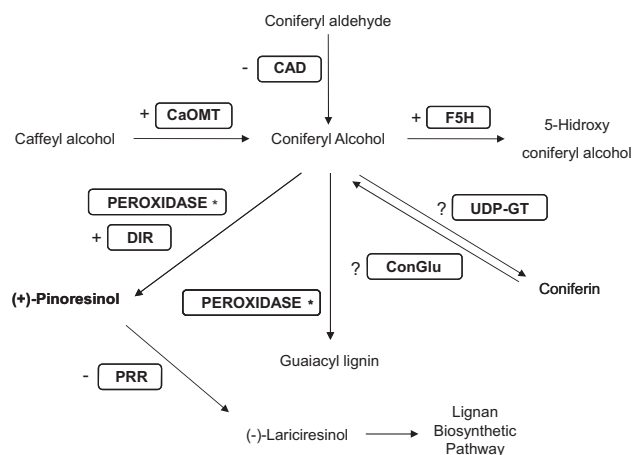 Coniferyl aldehyde
- CAD
+ CaOMT
+ F5H
Caffeyl alcohol
Coniferyl Alcohol
5-Hidroxy
coniferyl alcohol
PEROXIDASE *
+ DIR
? UDP-GT
? ConGlu
(+)-Pinoresinol
PEROXIDASE *
Coniferin
Guaiacyl lignin
- PRR
(-)-Lariciresinol
Lignan
Biosynthetic
Pathway